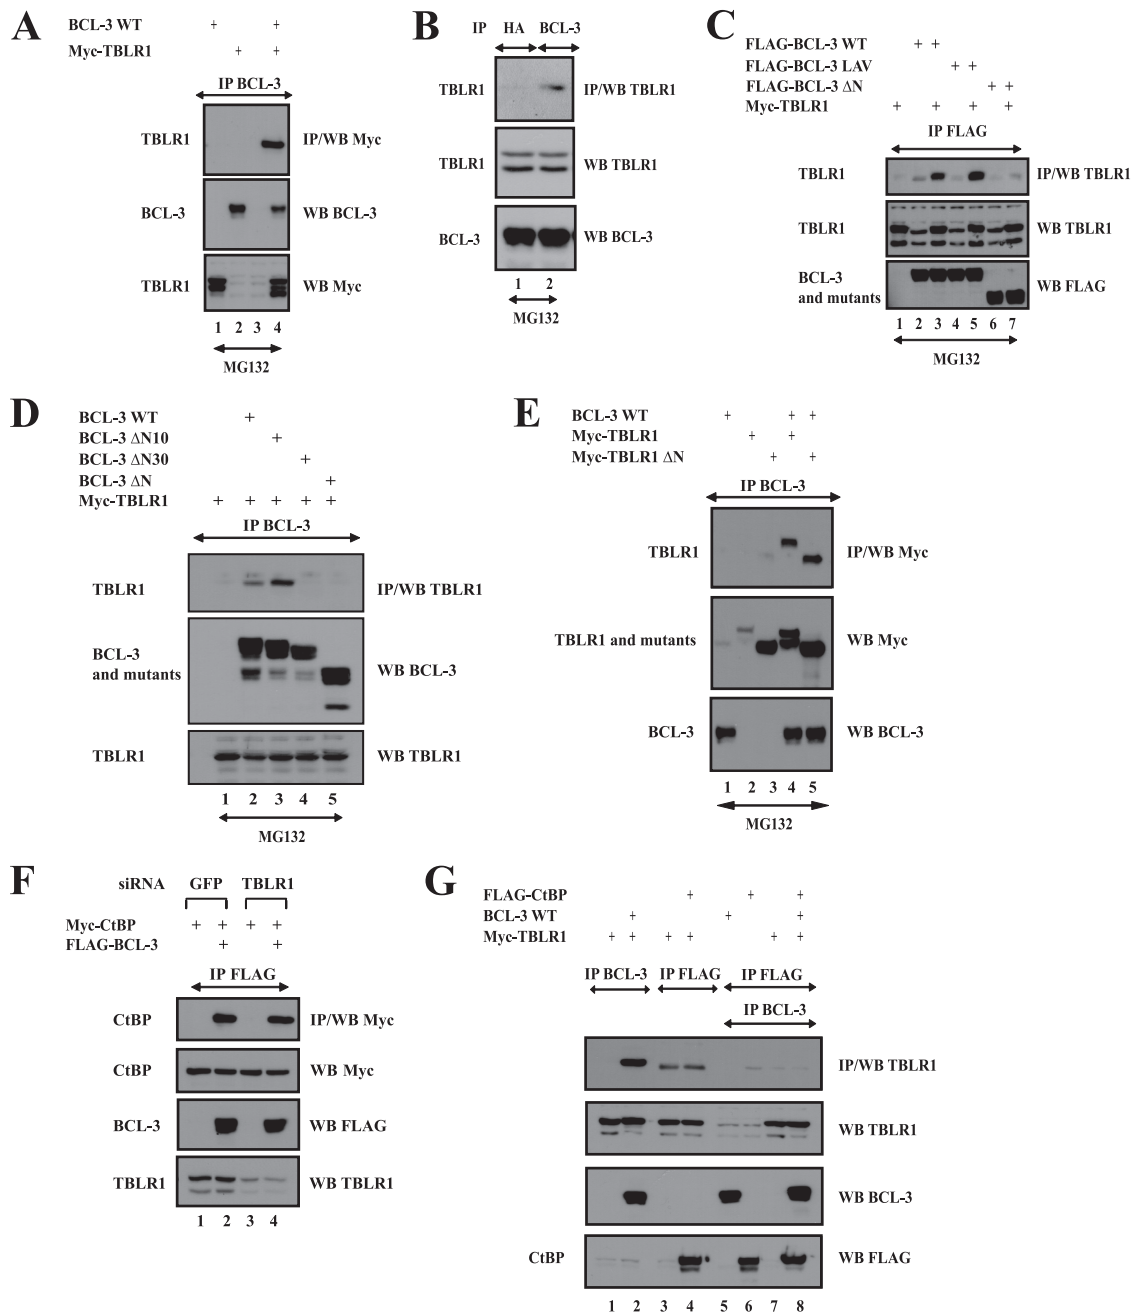 A
BCL-3 WT + +
Myc-TBLR1 + +
IP BCL-3
TBLR1 IP/WB Myc
BCL-3 WB BCL-3
TBLR1 WB Myc
1 2 3 4
MG132
B
IP HA BCL-3
TBLR1 IP/WB TBLR1
TBLR1 WB TBLR1
BCL-3 WB BCL-3
1 2
MG132
C
FLAG-BCL-3 WT + +
FLAG-BCL-3 LAV + +
FLAG-BCL-3 ΔN + +
Myc-TBLR1 + + + +
IP FLAG
TBLR1 IP/WB TBLR1
TBLR1 WB TBLR1
BCL-3
and mutants WB FLAG
1 2 3 4 5 6 7
MG132
D
BCL-3 WT +
BCL-3 ΔN10 +
BCL-3 ΔN30 +
BCL-3 ΔN +
Myc-TBLR1 + + + + +
IP BCL-3
TBLR1 IP/WB TBLR1
BCL-3
and mutants WB BCL-3
TBLR1 WB TBLR1
1 2 3 4 5
MG132
E
BCL-3 WT + + +
Myc-TBLR1 + +
Myc-TBLR1 ΔN + +
IP BCL-3
TBLR1 IP/WB Myc
TBLR1 and mutants WB Myc
BCL-3 WB BCL-3
1 2 3 4 5
MG132
F
siRNA GFP TBLR1
Myc-CtBP + + + +
FLAG-BCL-3 + +
IP FLAG
CtBP IP/WB Myc
CtBP WB Myc
BCL-3 WB FLAG
TBLR1 WB TBLR1
1 2 3 4
G
FLAG-CtBP + + +
BCL-3 WT + + +
Myc-TBLR1 + + + + + +
IP BCL-3 IP FLAG IP FLAG
IP BCL-3
IP/WB TBLR1
WB TBLR1
WB BCL-3
CtBP WB FLAG
1 2 3 4 5 6 7 8